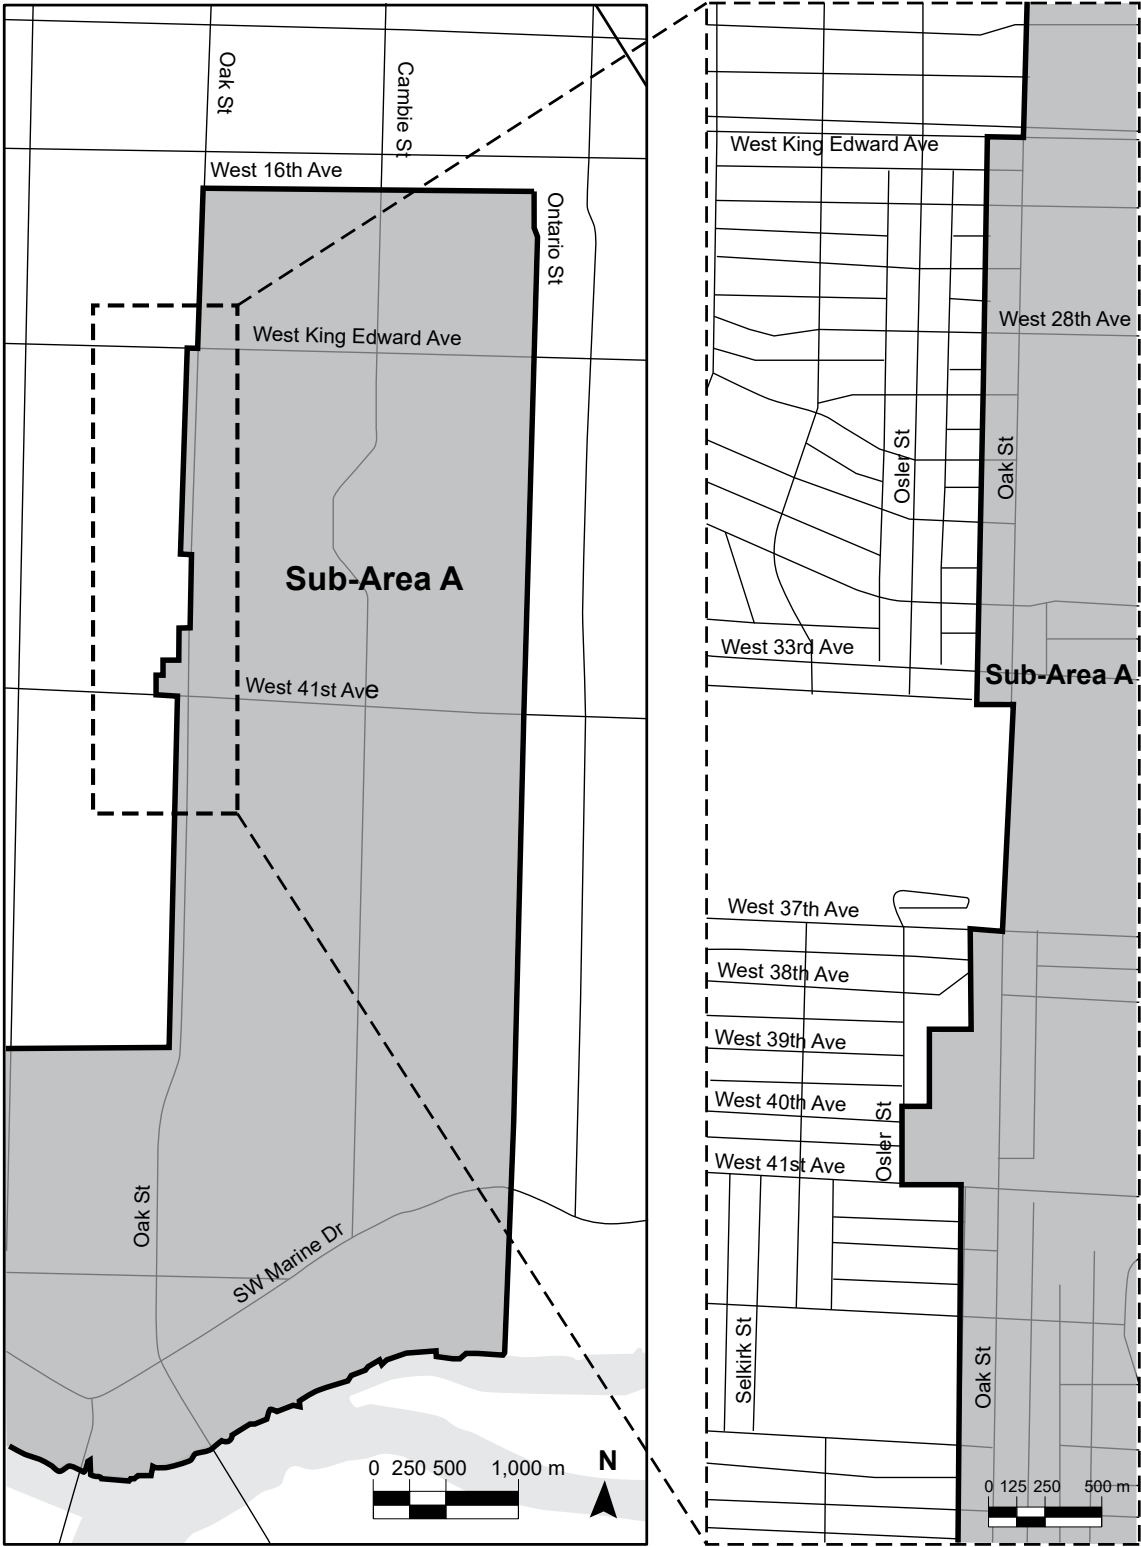 Oak St
Cambie St
West 16th Ave
Ontario St
West King Edward Ave
Sub-Area A
West 41st Ave
Oak St
SW Marine Dr
0 250 500 1,000 m
N
West King Edward Ave
West 28th Ave
Osler St
Oak St
West 33rd Ave
Sub-Area A
West 37th Ave
West 38th Ave
West 39th Ave
West 40th Ave
Osler St
West 41st Ave
Selkirk St
Oak St
0 125 250 500 m